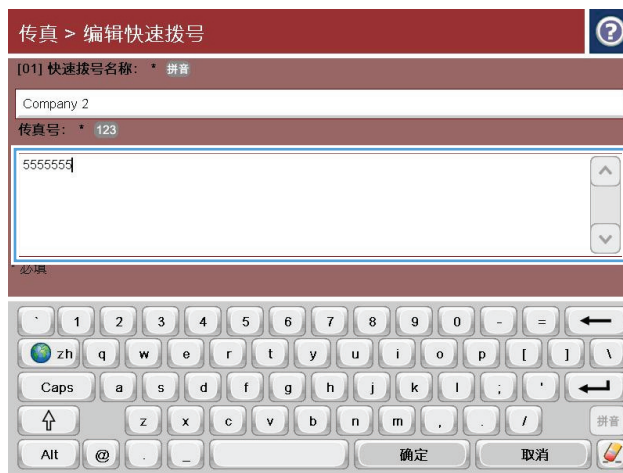 传真 > 编辑快速拨号
?
[01] 快速拨号名称: * 拼音
Company 2
传真号: * 123
5555555
* 必填
` 1 2 3 4 5 6 7 8 9 0 - =
zh q w e r t y u i o p [ ] \
Caps a s d f g h j k l ; '
z x c v b n m , . / 拼音
Alt @ . _ 确定 取消